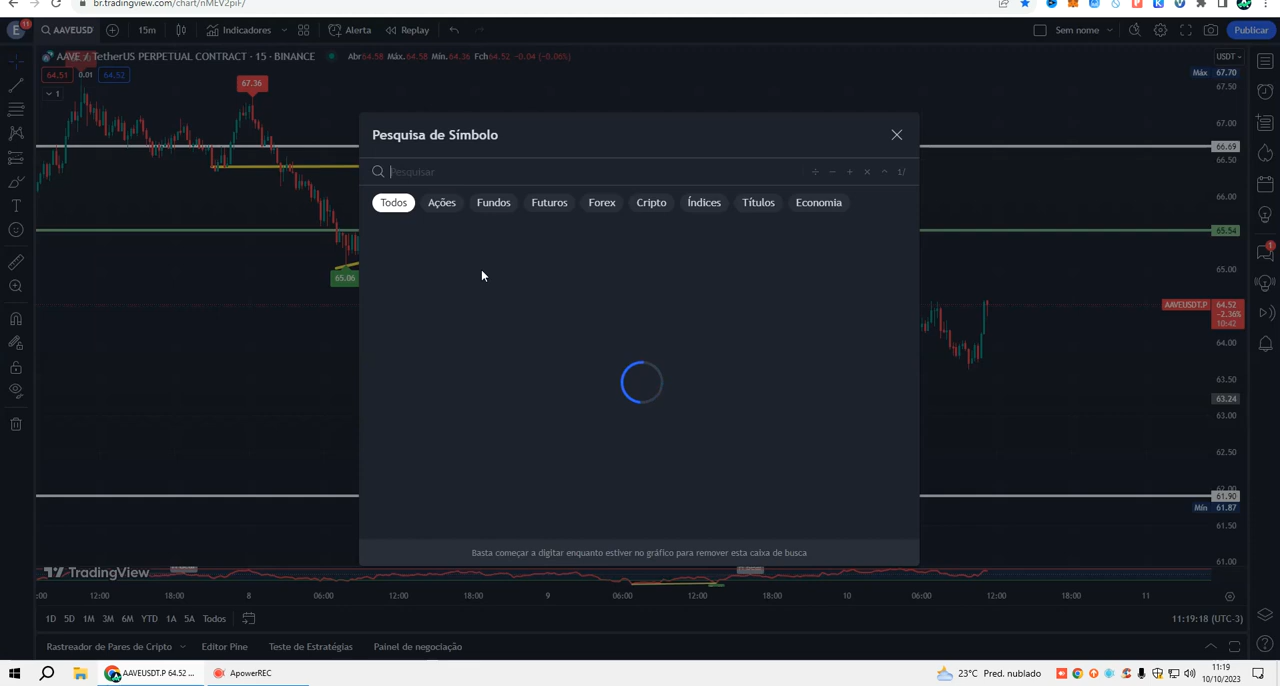 br.tradingview.com/chart/nMEV2piF/
E 11 AAVEUSD 15m Indicadores Alerta Replay Sem nome Publicar
AAVE / TetherUS PERPETUAL CONTRACT · 15 · BINANCE Abr64.58 Máx.64.58 Mín.64.36 Fch64.52 -0.04 (-0.06%) USDT
64.51 0.01 64.52
1
67.36
65.06
Pesquisa de Símbolo
Pesquisar 1/
Todos Ações Fundos Futuros Forex Cripto Índices Títulos Economia
Basta começar a digitar enquanto estiver no gráfico para remover esta caixa de busca
Máx 67.70
67.50
67.00
66.69
66.50
65.54
65.00
AAVEUSDT.P 64.52
-2.36%
10:42
64.00
63.50
63.24
63.00
62.50
62.00
61.90
Mín 61.87
61.50
61.00
1
TradingView
:00 12:00 18:00 8 06:00 12:00 18:00 9 06:00 12:00 18:00 10 06:00 12:00 18:00 11
1D 5D 1M 3M 6M YTD 1A 5A Todos 11:19:18 (UTC-3)
Rastreador de Pares de Cripto Editor Pine Teste de Estratégias Painel de negociação
AAVEUSDT.P 64.52 ... ApowerREC 23°C Pred. nublado 11:19
10/10/2023